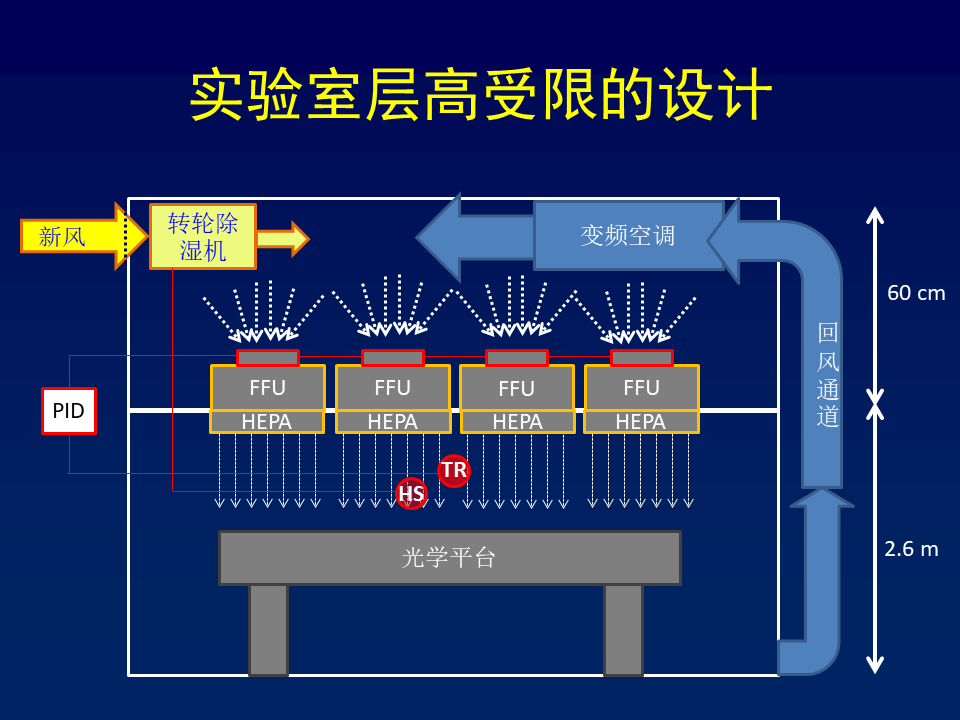 实验室层高受限的设计
新风
转轮除
湿机
变频空调
60 cm
回
风
通
道
FFU
FFU
FFU
FFU
PID
HEPA
HEPA
HEPA
HEPA
TR
HS
光学平台
2.6 m